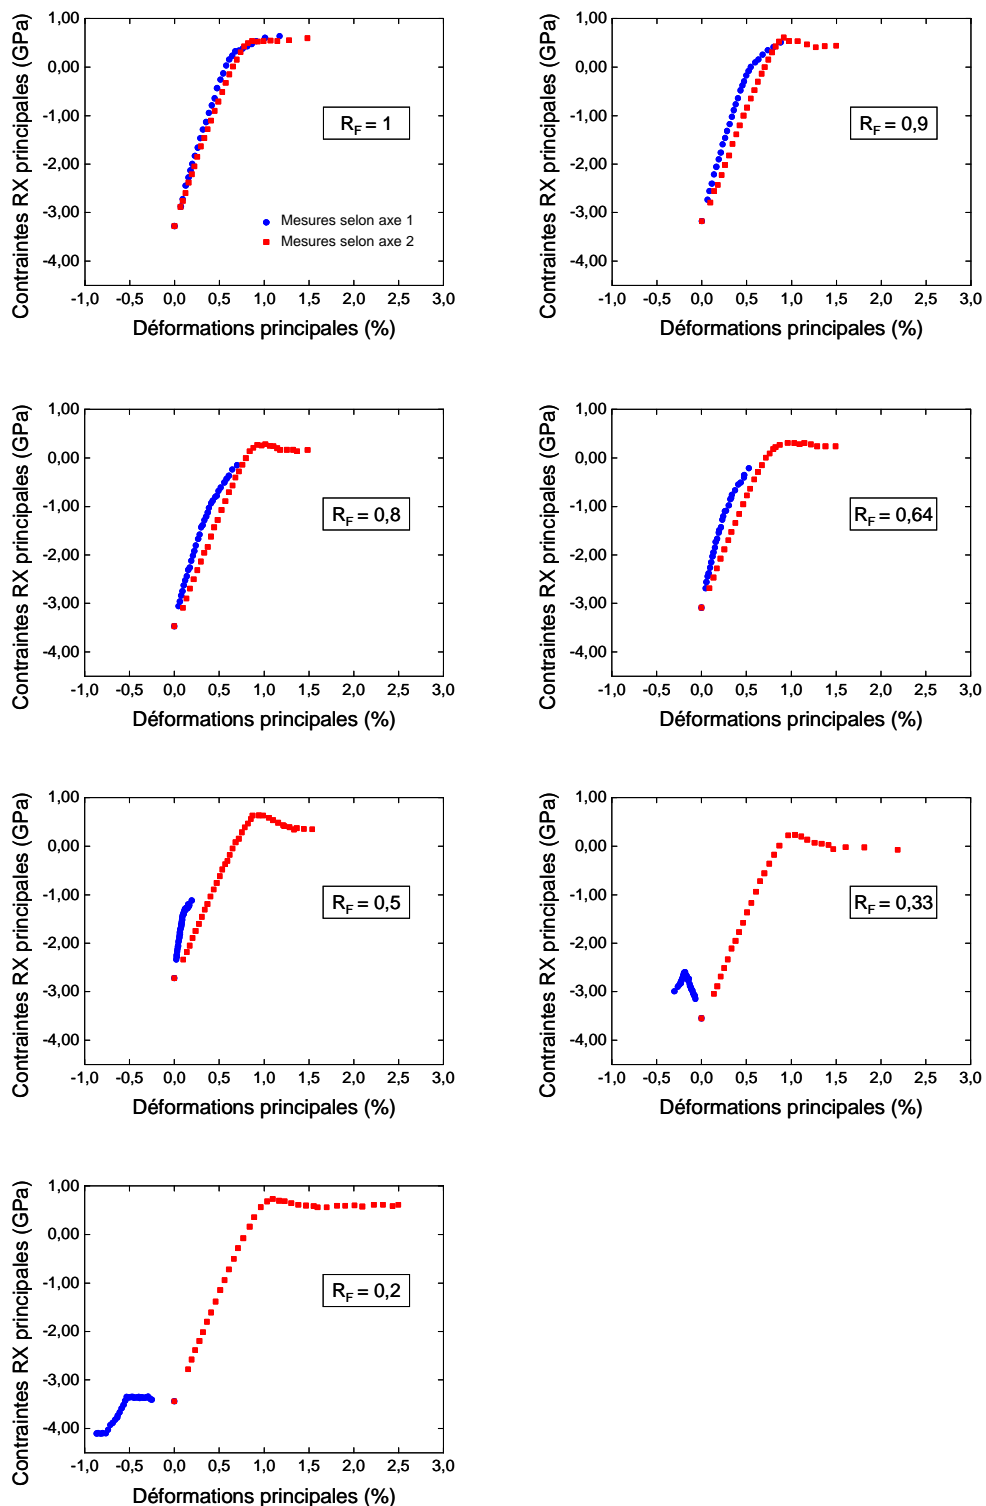 1,00
0,00
-1,00
-2,00
-3,00
-4,00
Contraintes RX principales (GPa)
R_F = 1
Mesures selon axe 1
Mesures selon axe 2
-1,0 -0,5 0,0 0,5 1,0 1,5 2,0 2,5 3,0
Déformations principales (%)
1,00
0,00
-1,00
-2,00
-3,00
-4,00
Contraintes RX principales (GPa)
R_F = 0,9
-1,0 -0,5 0,0 0,5 1,0 1,5 2,0 2,5 3,0
Déformations principales (%)
1,00
0,00
-1,00
-2,00
-3,00
-4,00
Contraintes RX principales (GPa)
R_F = 0,8
-1,0 -0,5 0,0 0,5 1,0 1,5 2,0 2,5 3,0
Déformations principales (%)
1,00
0,00
-1,00
-2,00
-3,00
-4,00
Contraintes RX principales (GPa)
R_F = 0,64
-1,0 -0,5 0,0 0,5 1,0 1,5 2,0 2,5 3,0
Déformations principales (%)
1,00
0,00
-1,00
-2,00
-3,00
-4,00
Contraintes RX principales (GPa)
R_F = 0,5
-1,0 -0,5 0,0 0,5 1,0 1,5 2,0 2,5 3,0
Déformations principales (%)
1,00
0,00
-1,00
-2,00
-3,00
-4,00
Contraintes RX principales (GPa)
R_F = 0,33
-1,0 -0,5 0,0 0,5 1,0 1,5 2,0 2,5 3,0
Déformations principales (%)
1,00
0,00
-1,00
-2,00
-3,00
-4,00
Contraintes RX principales (GPa)
R_F = 0,2
-1,0 -0,5 0,0 0,5 1,0 1,5 2,0 2,5 3,0
Déformations principales (%)